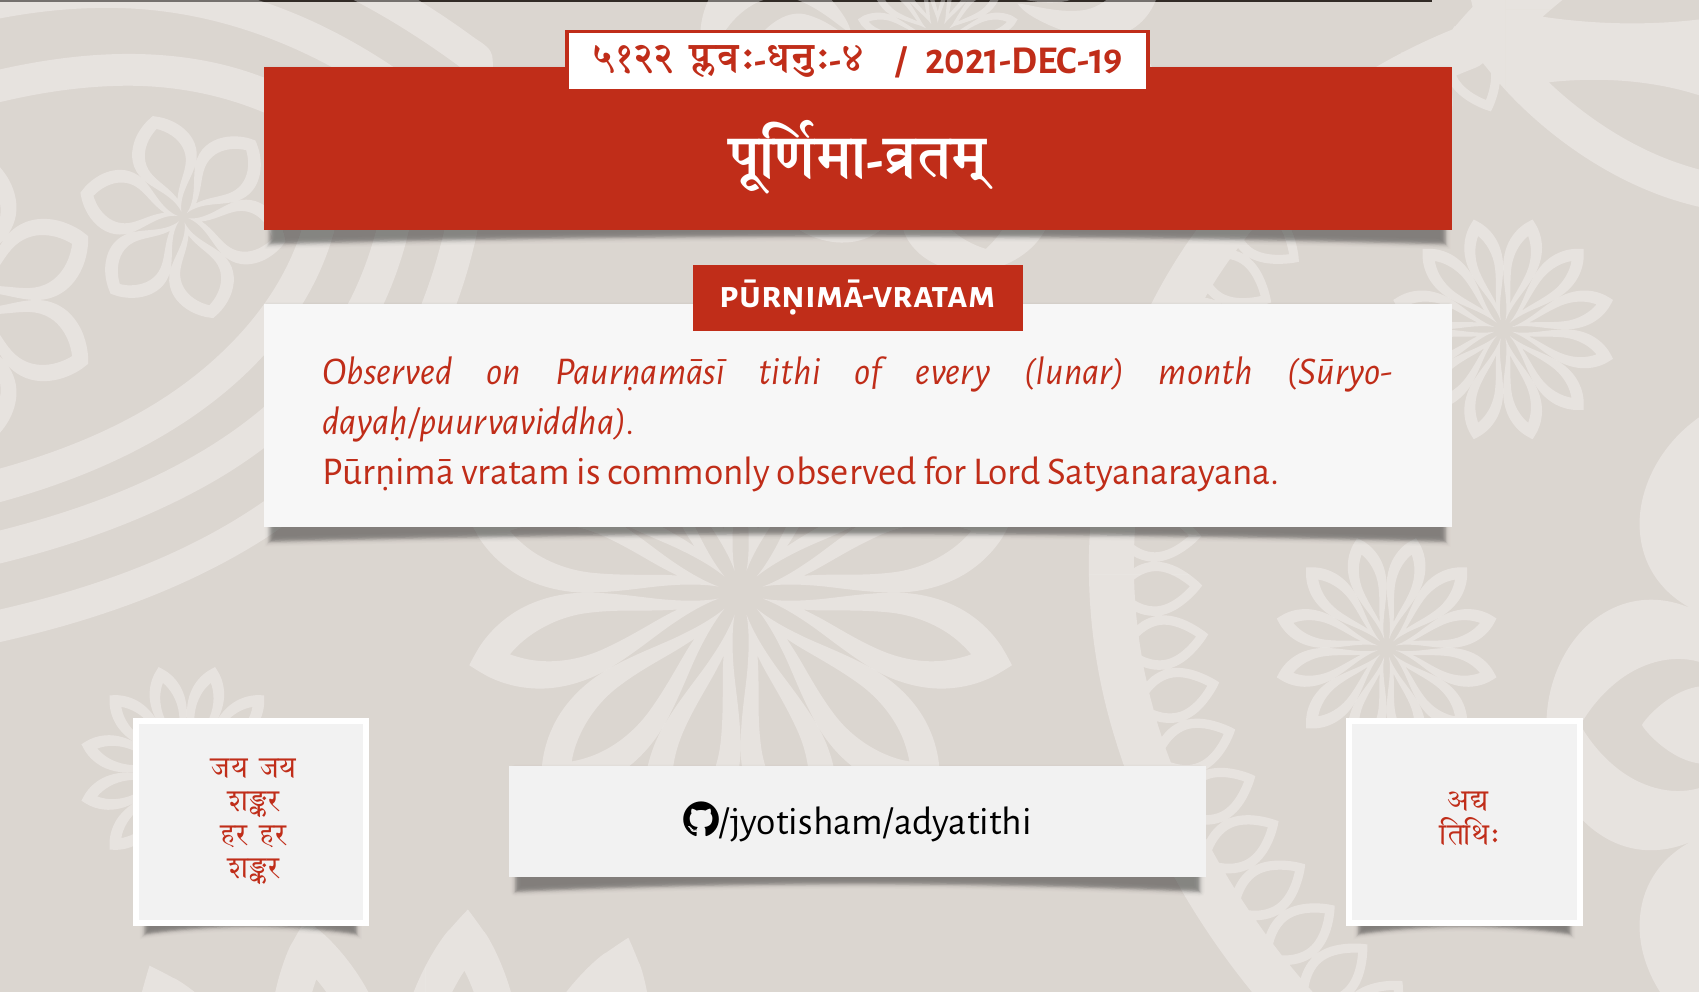 ५१२२ प्लवः-धनुः-४ / 2021-DEC-19
पूर्णिमा-व्रतम्
PŪRṆIMĀ-VRATAM
Observed on Paurṇamāsī tithi of every (lunar) month (Sūryo-
dayaḥ/puurvaviddha).
Pūrṇimā vratam is commonly observed for Lord Satyanarayana.
जय जय
शङ्कर
हर हर
शङ्कर
/jyotisham/adyatithi
अद्य
तिथिः